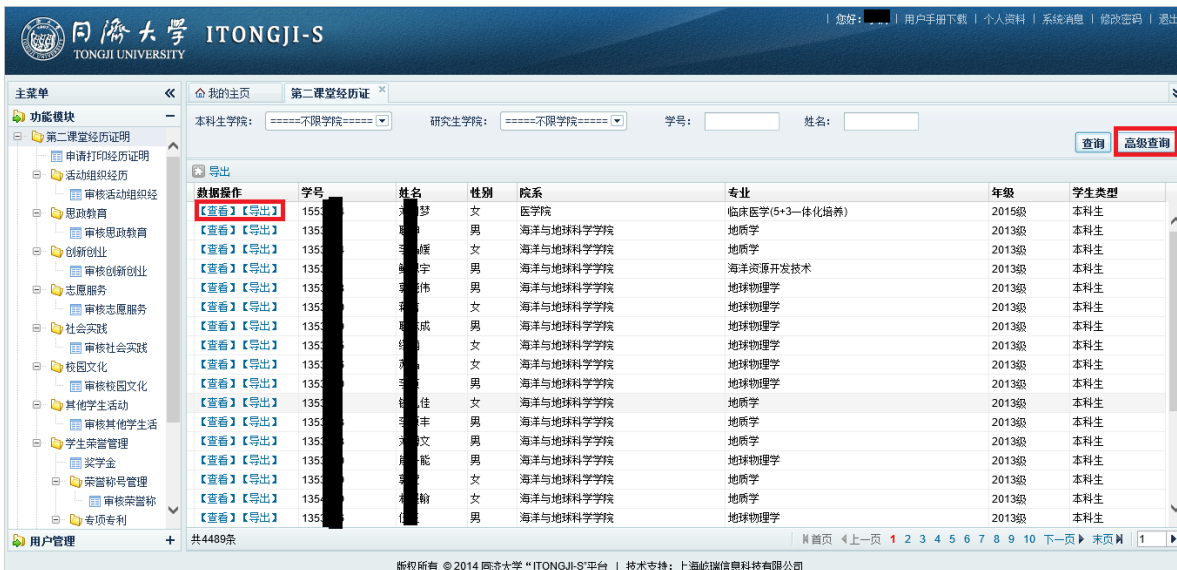 同济大学 ITONGJI-S
TONGJI UNIVERSITY
| 您好: | 用户手册下载 | 个人资料 | 系统消息 | 修改密码 | 退出
主菜单
功能模块
第二课堂经历证明
申请打印经历证明
活动组织经历
审核活动组织经
思政教育
审核思政教育
创新创业
审核创新创业
志愿服务
审核志愿服务
社会实践
审核社会实践
校园文化
审核校园文化
其他学生活动
审核其他学生活
学生荣誉管理
奖学金
荣誉称号管理
审核荣誉称
专项专利
用户管理
我的主页 第二课堂经历证
本科生学院: =====不限学院===== 研究生学院: =====不限学院===== 学号: 姓名:
查询 高级查询
导出
数据操作 学号 姓名 性别 院系 专业 年级 学生类型
【查看】【导出】 155 梦 女 医学院 临床医学(5+3一体化培养) 2015级 本科生
【查看】【导出】 135 男 海洋与地球科学学院 地质学 2013级 本科生
【查看】【导出】 135 媛 女 海洋与地球科学学院 地质学 2013级 本科生
【查看】【导出】 135 宇 男 海洋与地球科学学院 海洋资源开发技术 2013级 本科生
【查看】【导出】 135 伟 男 海洋与地球科学学院 地球物理学 2013级 本科生
【查看】【导出】 135 女 海洋与地球科学学院 地球物理学 2013级 本科生
【查看】【导出】 135 成 男 海洋与地球科学学院 地球物理学 2013级 本科生
【查看】【导出】 135 男 海洋与地球科学学院 地球物理学 2013级 本科生
【查看】【导出】 135 女 海洋与地球科学学院 地球物理学 2013级 本科生
【查看】【导出】 135 男 海洋与地球科学学院 地球物理学 2013级 本科生
【查看】【导出】 135 佳 女 海洋与地球科学学院 地质学 2013级 本科生
【查看】【导出】 135 丰 男 海洋与地球科学学院 地质学 2013级 本科生
【查看】【导出】 135 文 男 海洋与地球科学学院 地质学 2013级 本科生
【查看】【导出】 135 能 男 海洋与地球科学学院 地球物理学 2013级 本科生
【查看】【导出】 135 女 海洋与地球科学学院 地质学 2013级 本科生
【查看】【导出】 1354 翰 女 海洋与地球科学学院 地质学 2013级 本科生
【查看】【导出】 135 男 海洋与地球科学学院 地球物理学 2013级 本科生
共4489条 首页 上一页 1 2 3 4 5 6 7 8 9 10 下一页 末页 1
版权所有 ©2014 同济大学“ITONGJI-S”平台 | 技术支持: 上海屹瑞信息科技有限公司